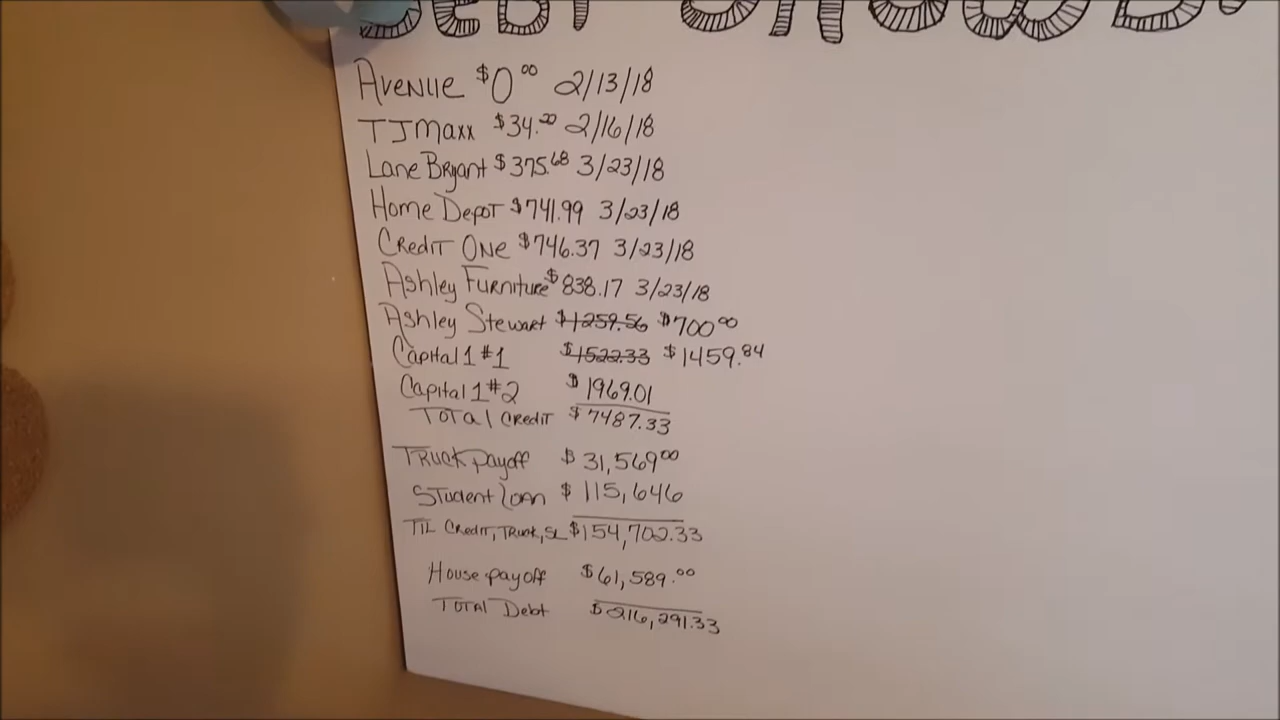 DEBT SNOWB
Avenue $0.00 2/13/18
TJMaxx $34.00 2/16/18
Lane Bryant $375.68 3/23/18
Home Depot $741.99 3/23/18
Credit One $746.37 3/23/18
Ashley Furniture $838.17 3/23/18
Ashley Stewart $1259.56 $700.00
Capital 1 #1 $1522.33 $1459.84
Capital 1 #2 $1969.01
Total Credit $7487.33
Truck payoff $31,569.00
Student loan $115,646
TTL Credit, Truck, SL $154,702.33
House payoff $61,589.00
Total Debt $216,291.33